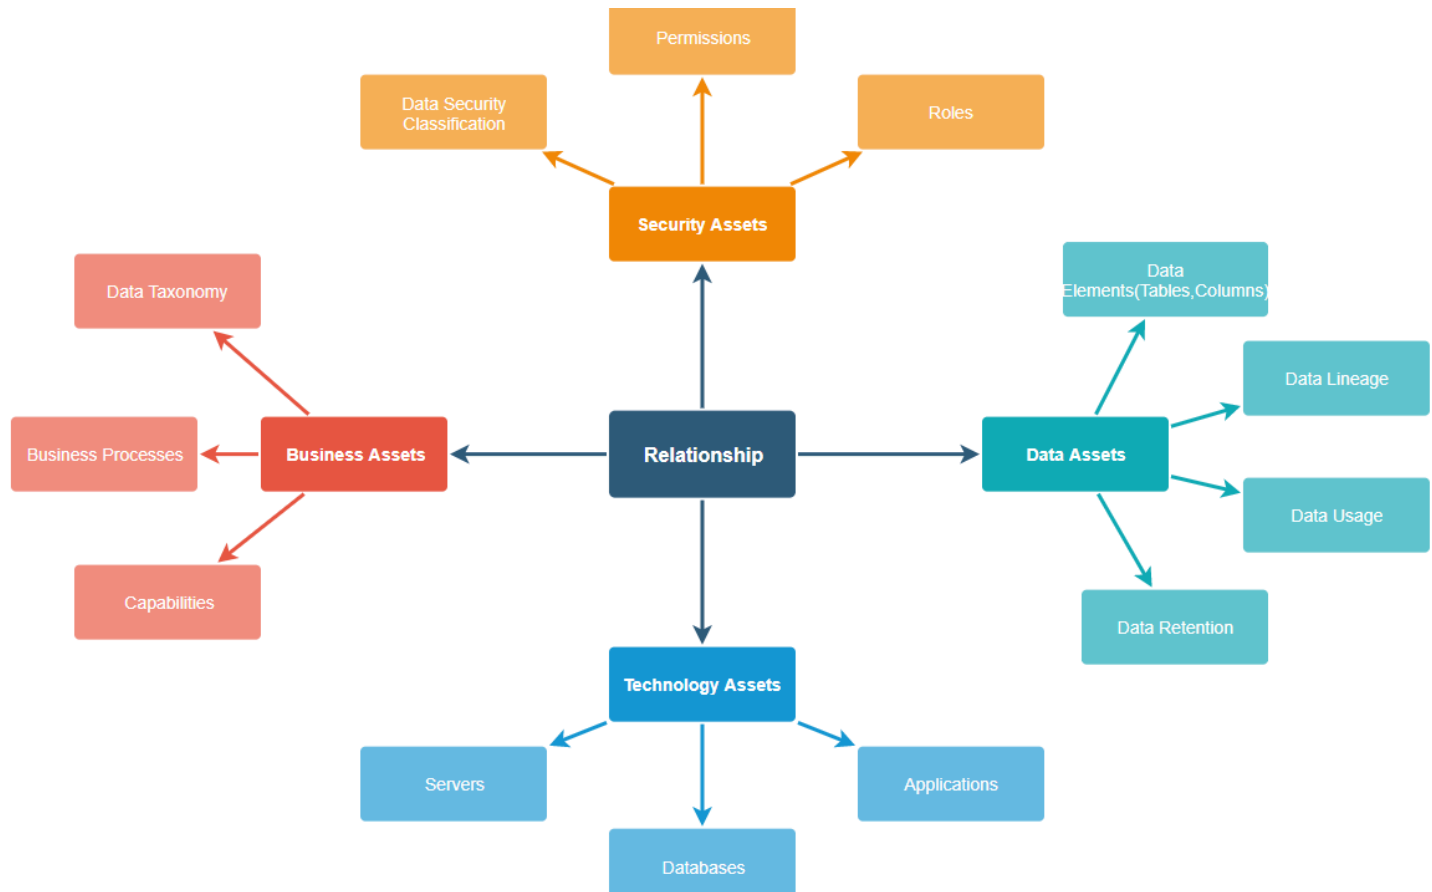 Permissions
Data Security
Classification
Roles
Security Assets
Data
Elements(Tables,Columns)
Data Taxonomy
Data Lineage
Business Processes
Business Assets
Relationship
Data Assets
Data Usage
Capabilities
Data Retention
Technology Assets
Servers
Applications
Databases